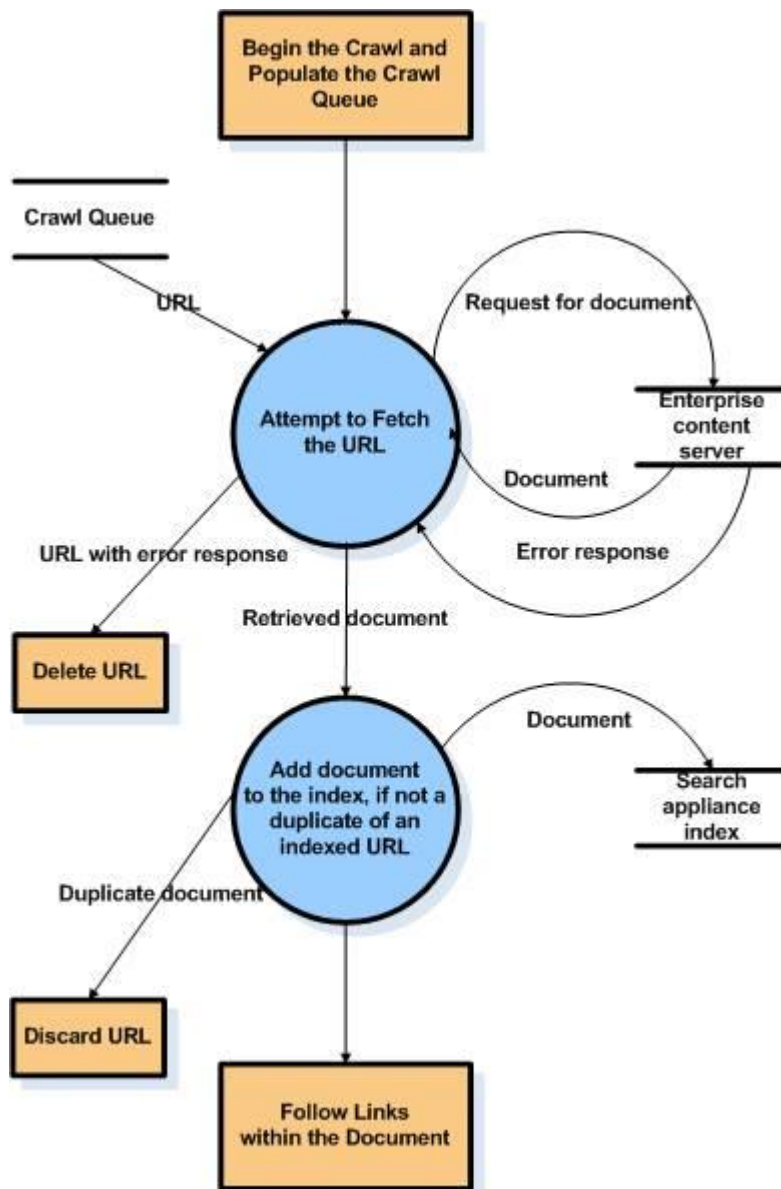 Begin the Crawl and
Populate the Crawl
Queue
Crawl Queue
URL
Request for document
Attempt to Fetch
the URL
Enterprise
content
server
Document
Error response
URL with error response
Retrieved document
Delete URL
Document
Add document
to the index, if not a
duplicate of an
indexed URL
Search
appliance
index
Duplicate document
Discard URL
Follow Links
within the Document